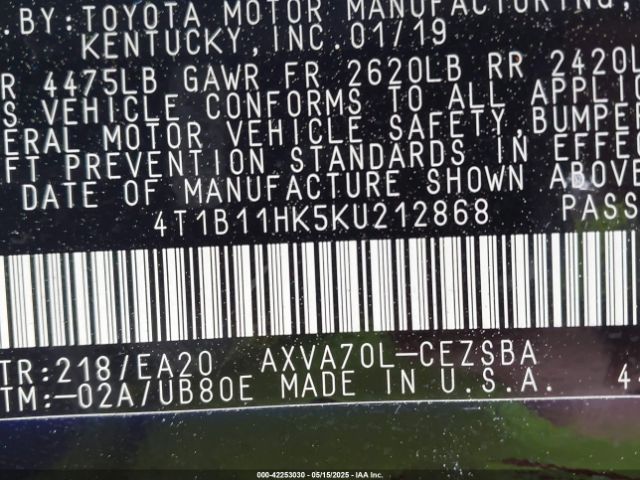 . BY: TOYOTA MOTOR MANUFACTURING,
KENTUCKY, INC. 01/19
R 4475LB GAWR FR 2620LB RR 2420L
S VEHICLE CONFORMS TO ALL APPLIC
ERAL MOTOR VEHICLE SAFETY, BUMPE
FT PREVENTION STANDARDS IN EFFEC
DATE OF MANUFACTURE SHOWN ABOVE
4T1B11HK5KU212868 PASS
TR:218/EA20 AXVA70L-CEZSBA
TM:-02A/UB80E MADE IN U.S.A. 44
000-42253030 - 05/15/2025 - IAA Inc.